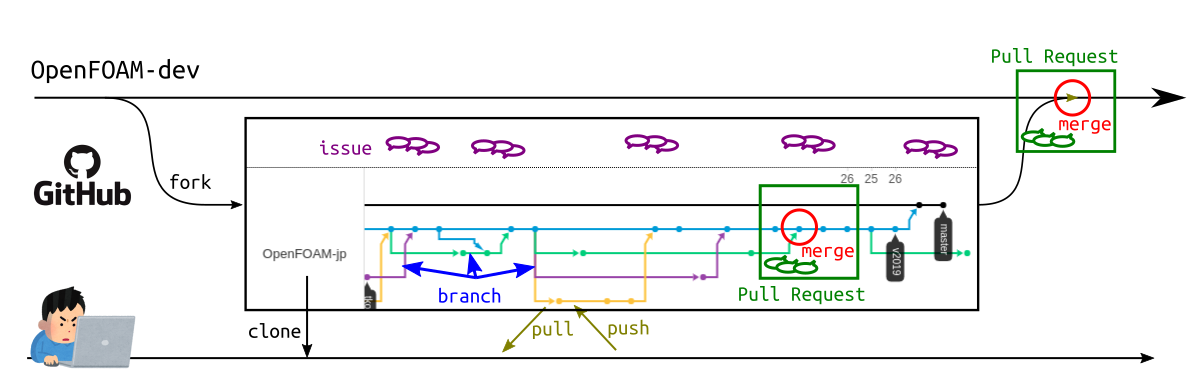 Pull Request
OpenFOAM-dev
merge
issue
GitHub
fork
26 25 26
OpenFOAM-jp
master
merge
v2019
branch
Pull Request
clone
pull
push